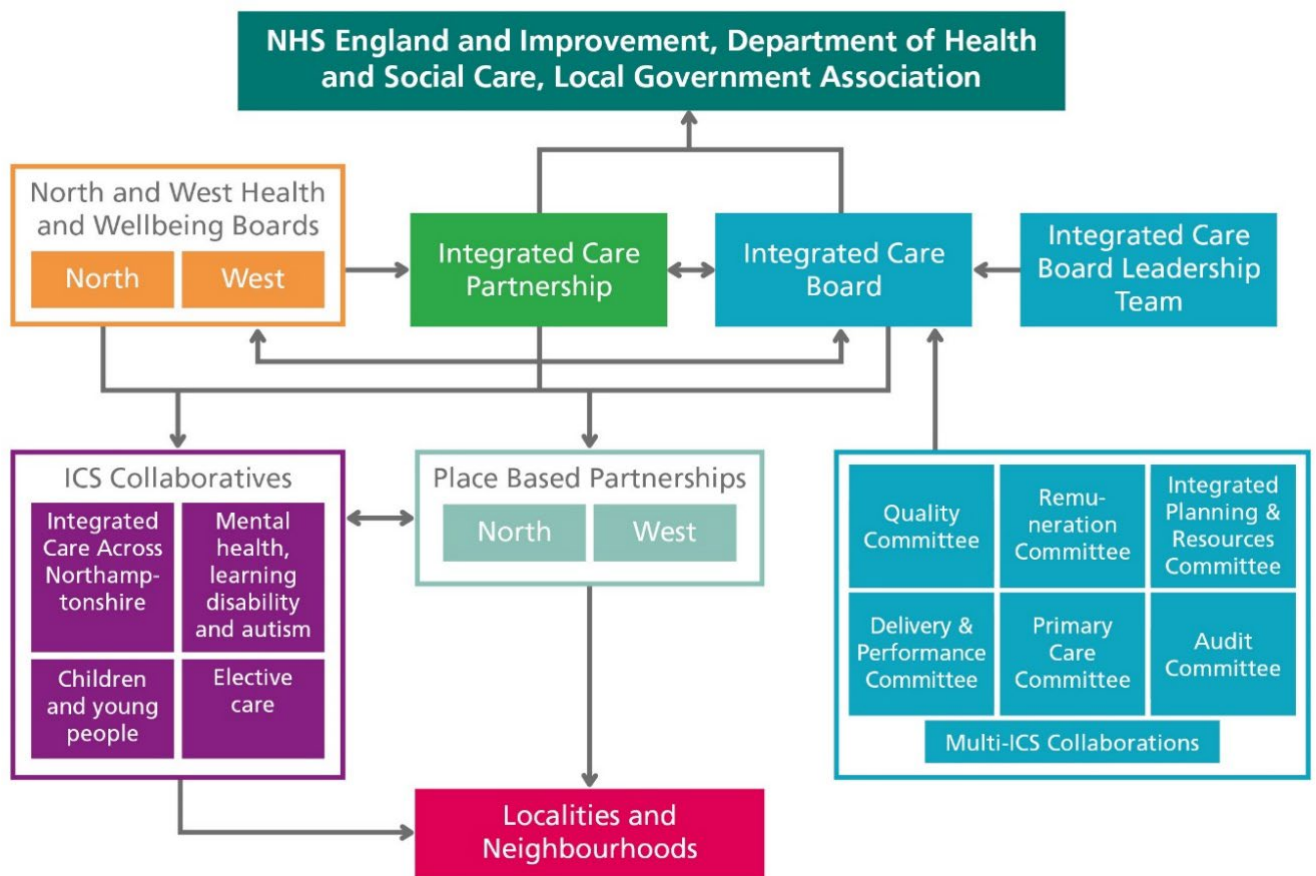 NHS England and Improvement, Department of Health
and Social Care, Local Government Association
North and West Health
and Wellbeing Boards
North
West
Integrated Care
Partnership
Integrated Care
Board
Integrated Care
Board Leadership
Team
ICS Collaboratives
Integrated
Care Across
Northamp-
tonshire
Mental
health,
learning
disability
and autism
Children
and young
people
Elective
care
Place Based Partnerships
North
West
Quality
Committee
Remu-
neration
Committee
Integrated
Planning &
Resources
Committee
Delivery &
Performance
Committee
Primary
Care
Committee
Audit
Committee
Multi-ICS Collaborations
Localities and
Neighbourhoods